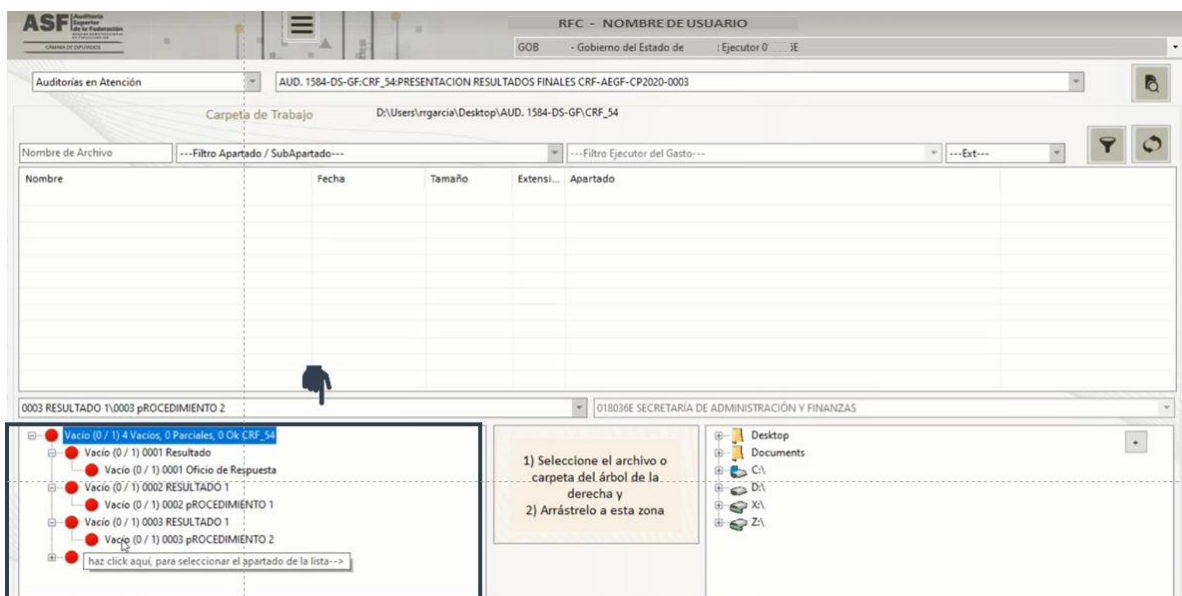 ASF Auditoría
Superior
de la Federación
CÁMARA DE DIPUTADOS
RFC - NOMBRE DE USUARIO
GOB - Gobierno del Estado de : Ejecutor 0 6E
Auditorías en Atención
AUD. 1584-DS-GF:CRF_54:PRESENTACION RESULTADOS FINALES CRF-AEGF-CP2020-0003
Carpeta de Trabajo D:\Users\rrgarcia\Desktop\AUD. 1584-DS-GF\CRF_54
Nombre de Archivo ---Filtro Apartado / SubApartado--- ---Filtro Ejecutor del Gasto--- ---Ext---
Nombre Fecha Tamaño Extensi... Apartado
0003 RESULTADO 1\0003 pROCEDIMIENTO 2 018036E SECRETARÍA DE ADMINISTRACIÓN Y FINANZAS
Vacío (0 / 1) 4 Vacios, 0 Parciales, 0 Ok CRF_54
Vacío (0 / 1) 0001 Resultado
Vacío (0 / 1) 0001 Oficio de Respuesta
Vacío (0 / 1) 0002 RESULTADO 1
Vacío (0 / 1) 0002 pROCEDIMIENTO 1
Vacío (0 / 1) 0003 RESULTADO 1
Vacío (0 / 1) 0003 pROCEDIMIENTO 2
haz click aquí, para seleccionar el apartado de la lista-->
1) Seleccione el archivo o
carpeta del árbol de la
derecha y
2) Arrástrelo a esta zona
Desktop
Documents
C:\
D:\
X:\
Z:\
+